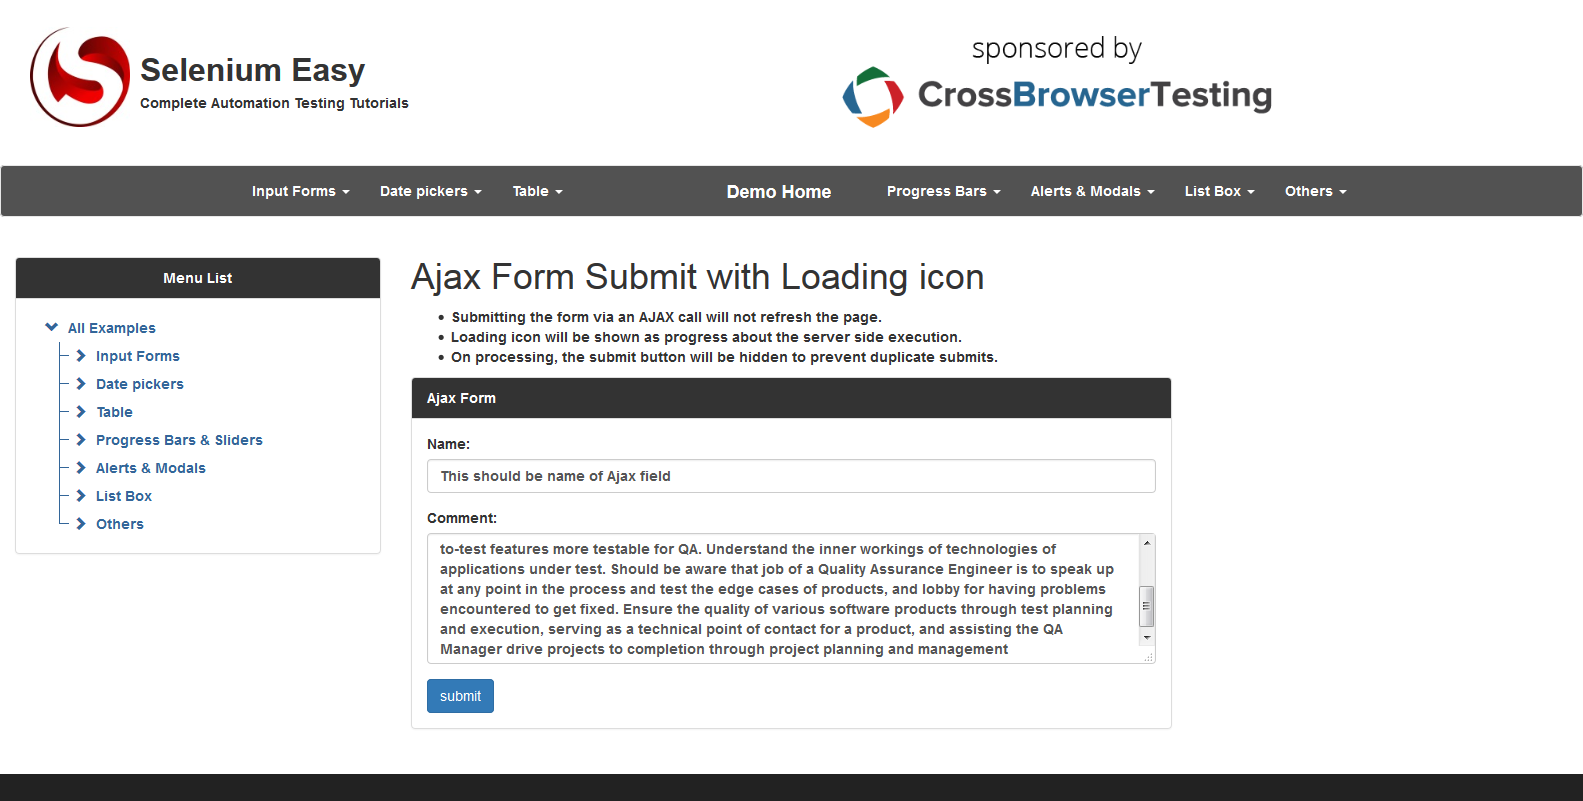 Selenium Easy
Complete Automation Testing Tutorials
sponsored by
CrossBrowserTesting
Input Forms
Date pickers
Table
Demo Home
Progress Bars
Alerts & Modals
List Box
Others
Menu List
All Examples
Input Forms
Date pickers
Table
Progress Bars & Sliders
Alerts & Modals
List Box
Others
Ajax Form Submit with Loading icon
Submitting the form via an AJAX call will not refresh the page.
Loading icon will be shown as progress about the server side execution.
On processing, the submit button will be hidden to prevent duplicate submits.
Ajax Form
Name:
This should be name of Ajax field
Comment:
to-test features more testable for QA. Understand the inner workings of technologies of
applications under test. Should be aware that job of a Quality Assurance Engineer is to speak up
at any point in the process and test the edge cases of products, and lobby for having problems
encountered to get fixed. Ensure the quality of various software products through test planning
and execution, serving as a technical point of contact for a product, and assisting the QA
Manager drive projects to completion through project planning and management
submit